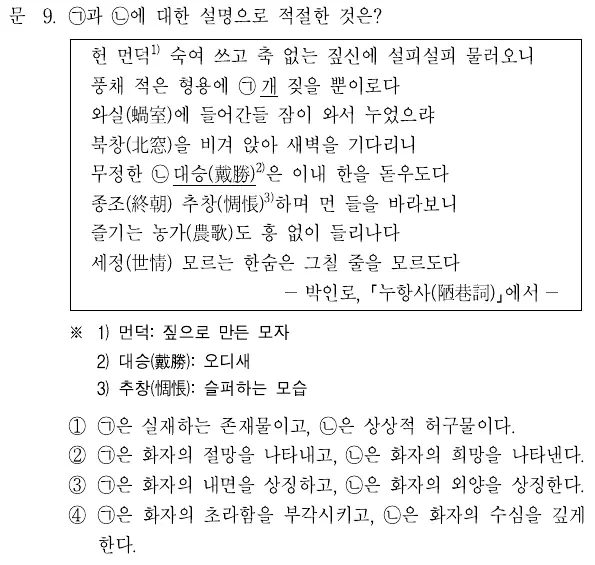 문 9. ㉠과 ㉡에 대한 설명으로 적절한 것은?
헌 먼덕1) 숙여 쓰고 축 없는 짚신에 설피설피 물러오니
풍채 적은 형용에 ㉠ 개 짖을 뿐이로다
와실(蝸室)에 들어간들 잠이 와서 누었으랴
북창(北窓)을 비겨 앉아 새벽을 기다리니
무정한 ㉡ 대승(戴勝)2)은 이내 한을 돋우도다
종조(終朝) 추창(惆悵)3)하며 먼 들을 바라보니
즐기는 농가(農歌)도 흥 없이 들리나다
세정(世情) 모르는 한숨은 그칠 줄을 모르도다
- 박인로, 「누항사(陋巷詞)」에서 -
※ 1) 먼덕: 짚으로 만든 모자
2) 대승(戴勝): 오디새
3) 추창(惆悵): 슬퍼하는 모습
① ㉠은 실재하는 존재물이고, ㉡은 상상적 허구물이다.
② ㉠은 화자의 절망을 나타내고, ㉡은 화자의 희망을 나타낸다.
③ ㉠은 화자의 내면을 상징하고, ㉡은 화자의 외양을 상징한다.
④ ㉠은 화자의 초라함을 부각시키고, ㉡은 화자의 수심을 깊게
한다.